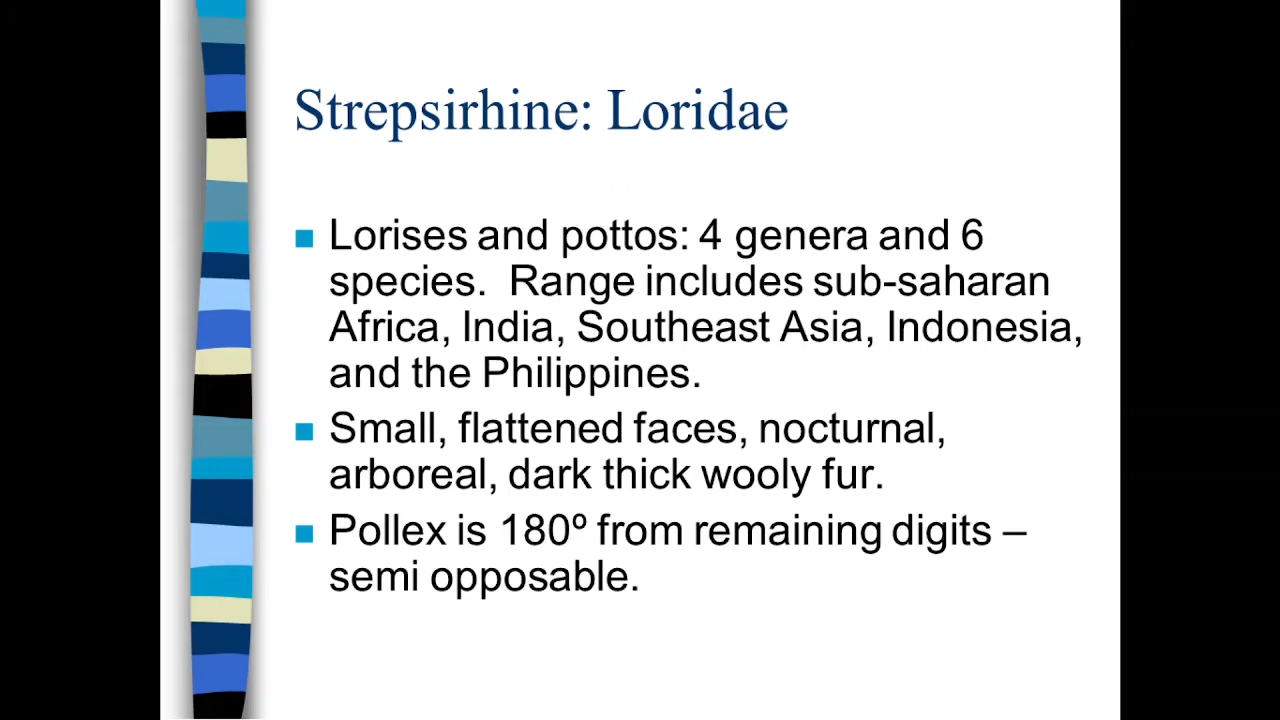 Strepsirhine: Loridae
■ Lorises and pottos: 4 genera and 6
species.  Range includes sub-saharan
Africa, India, Southeast Asia, Indonesia,
and the Philippines.
■ Small, flattened faces, nocturnal,
arboreal, dark thick wooly fur.
■ Pollex is 180º from remaining digits –
semi opposable.